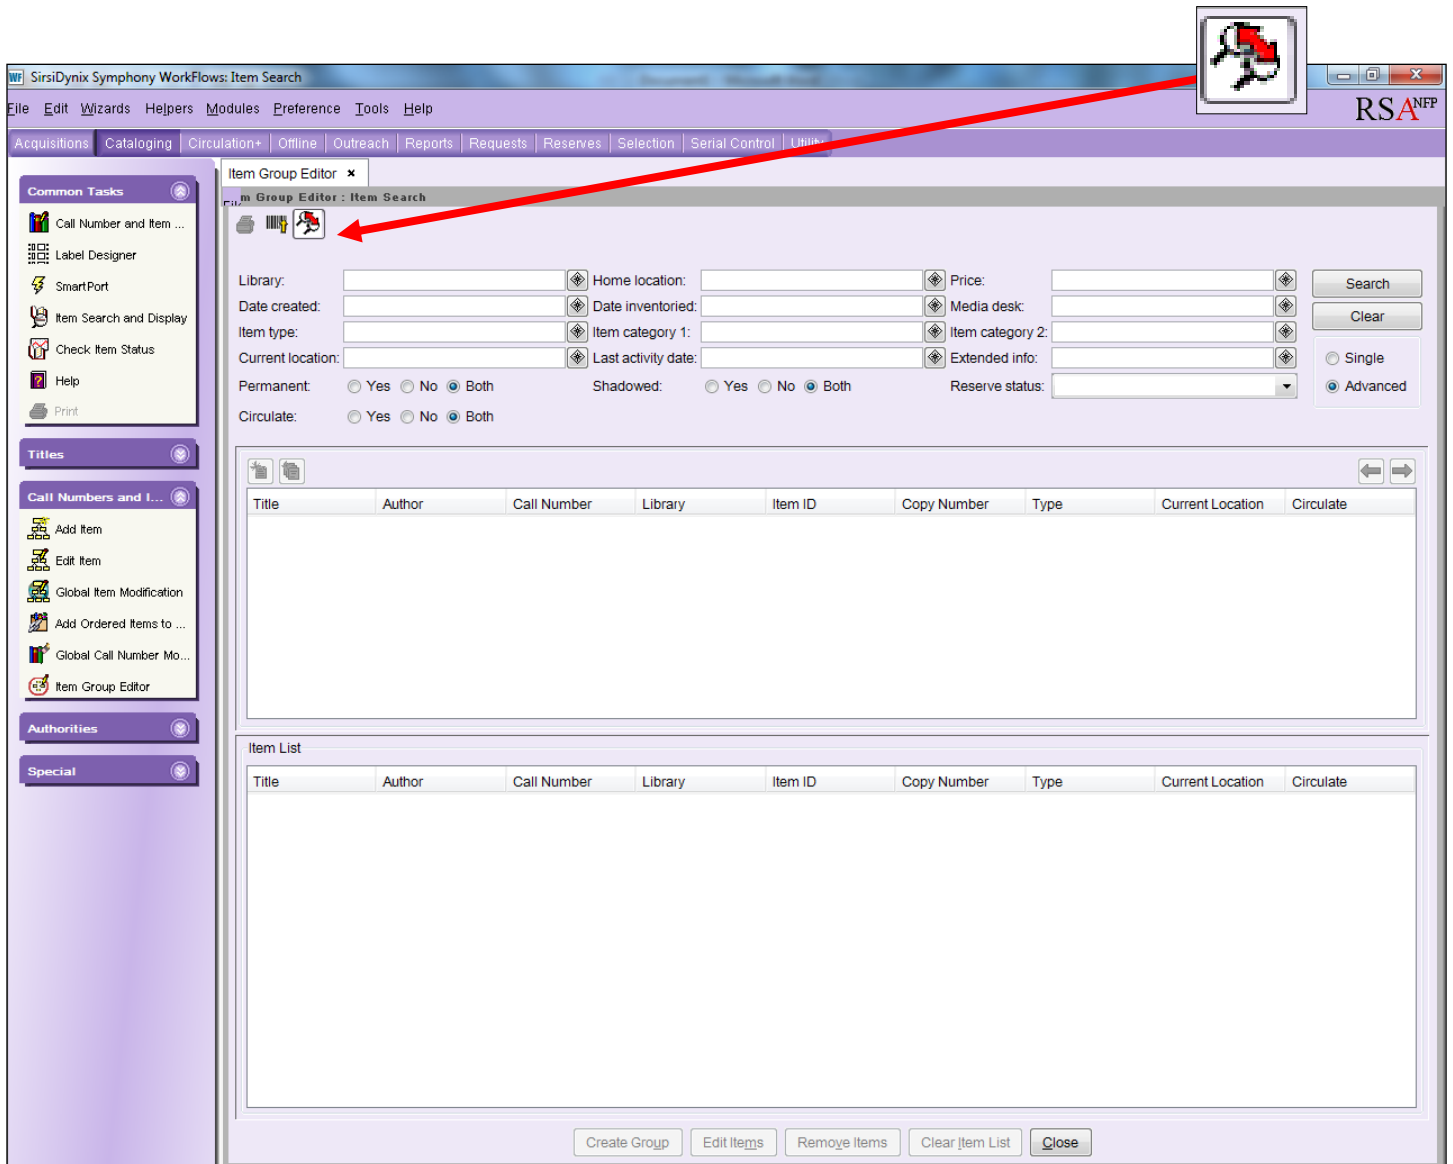 WF SirsiDynix Symphony WorkFlows: Item Search
File Edit Wizards Helpers Modules Preference Tools Help
RSA NFP
Acquisitions Cataloging Circulation+ Offline Outreach Reports Requests Reserves Selection Serial Control Utility
Item Group Editor ×
m Group Editor : Item Search
Common Tasks
Call Number and Item ...
Label Designer
SmartPort
Item Search and Display
Check Item Status
Help
Print
Titles
Call Numbers and I...
Add Item
Edit Item
Global Item Modification
Add Ordered Items to ...
Global Call Number Mo...
Item Group Editor
Authorities
Special
Library: Home location: Price: Search
Date created: Date inventoried: Media desk: Clear
Item type: Item category 1: Item category 2:
Current location: Last activity date: Extended info: Single
Permanent: Yes No Both Shadowed: Yes No Both Reserve status: Advanced
Circulate: Yes No Both
Title Author Call Number Library Item ID Copy Number Type Current Location Circulate
Item List
Title Author Call Number Library Item ID Copy Number Type Current Location Circulate
Create Group Edit Items Remove Items Clear Item List Close